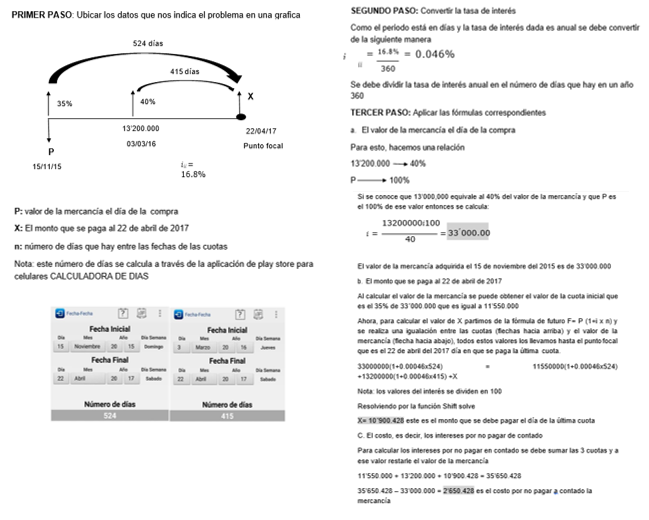 PRIMER PASO: Ubicar los datos que nos indica el problema en una grafica
524 días
415 días
35%
40%
X
13'200.000
22/04/17
P
03/03/16
Punto focal
15/11/15
16.8%
P: valor de la mercancía el día de la compra
X: El monto que se paga al 22 de abril de 2017
n: número de días que hay entre las fechas de las cuotas
Nota: este número de días se calcula a través de la aplicación de play store para
celulares CALCULADORA DE DIAS
Fecha-Fecha
Fecha Inicial
Día Mes Año Día Semana
15 Noviembre 20 15 Domingo
Fecha Final
Día Mes Año Día Semana
22 Abril 20 17 Sabado
Número de días
524
Fecha-Fecha
Fecha Inicial
Día Mes Año Día Semana
3 Marzo 20 16 Jueves
Fecha Final
Día Mes Año Día Semana
22 Abril 20 17 Sabado
Número de días
415
SEGUNDO PASO: Convertir la tasa de interés
Como el periodo está en días y la tasa de interés dada es anual se debe convertir
de la siguiente manera
i = 16.8% / 360 = 0.046%
Se debe dividir la tasa de interés anual en el número de días que hay en un año
360
TERCER PASO: Aplicar las fórmulas correspondientes
a. El valor de la mercancía el día de la compra
Para esto, hacemos una relación
13'200.000 → 40%
P → 100%
Si se conoce que 13'000,000 equivale al 40% del valor de la mercancía y que P es
el 100% de ese valor entonces se calcula:
i = 13200000¡100 / 40 = 33´000.00
El valor de la mercancía adquirida el 15 de noviembre del 2015 es de 33'000.000
b. El monto que se paga al 22 de abril de 2017
Al calcular el valor de la mercancía se puede obtener el valor de la cuota inicial que
es el 35% de 33'000.000 que es igual a 11'550.000
Ahora, para calcular el valor de X partimos de la fórmula de futuro F= P (1+i x n) y
se realiza una igualación entre las cuotas (flechas hacia arriba) y el valor de la
mercancía (flecha hacia abajo), todos estos valores los llevamos hasta el punto focal
que es el 22 de abril del 2017 día en que se paga la última cuota.
33000000(1+0.00046x524) = 11550000(1+0.00046x524)
+13200000(1+0.00046x415) +X
Nota: los valores del interés se dividen en 100
Resolviendo por la función Shift solve
X= 10´900.428 este es el monto que se debe pagar el día de la última cuota
C. El costo, es decir, los intereses por no pagar de contado
Para calcular los intereses por no pagar en contado se debe sumar las 3 cuotas y a
ese valor restarle el valor de la mercancía
11'550.000 + 13'200.000 + 10'900.428 = 35'650.428
35'650.428 – 33'000.000 = 2'650.428 es el costo por no pagar a contado la
mercancía